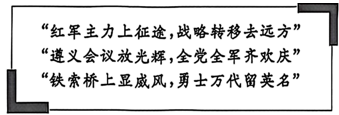 “红军主力上征途,战略转移去远方”
“遵义会议放光辉,全党全军齐欢庆”
“铁索桥上显威风,勇士万代留英名”